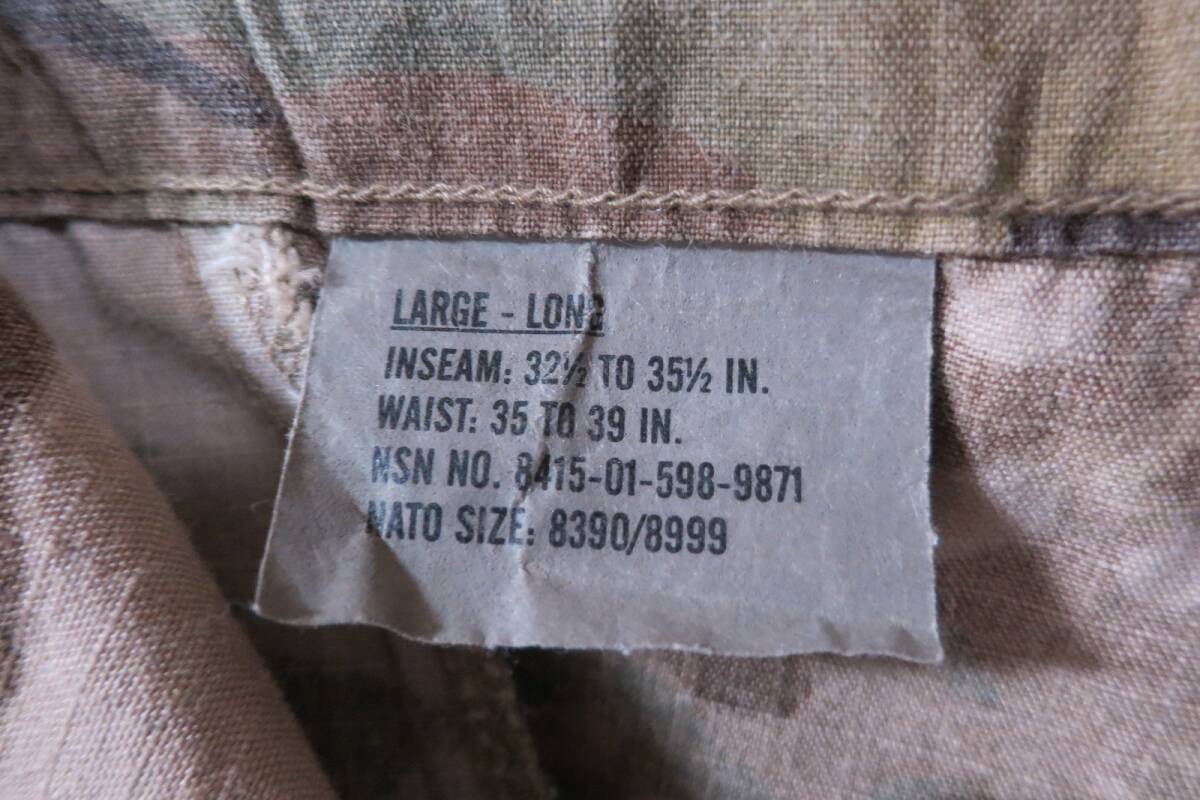 LARGE - LONG
INSEAM: 32½ TO 35½ IN.
WAIST: 35 TO 39 IN.
NSN NO. 8415-01-598-9871
NATO SIZE: 8390/8999